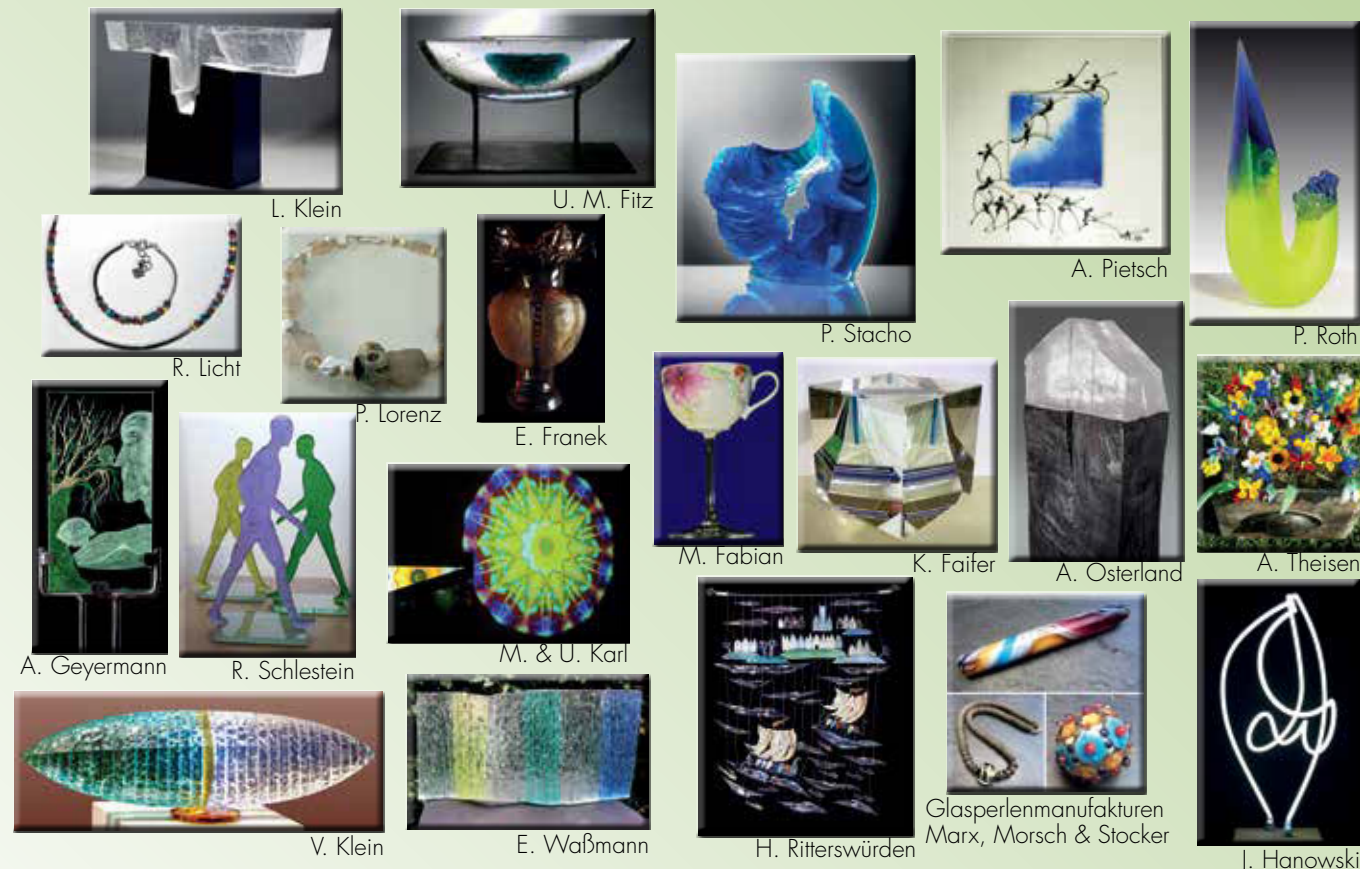 L. Klein
U. M. Fitz
P. Stacho
A. Pietsch
P. Roth
R. Licht
P. Lorenz
E. Franek
M. Fabian
K. Faifer
A. Osterland
A. Theisen
A. Geyermann
R. Schlestein
M. & U. Karl
V. Klein
E. Waßmann
H. Ritterswürden
Glasperlenmanufakturen
Marx, Morsch & Stocker
J. Hanowski